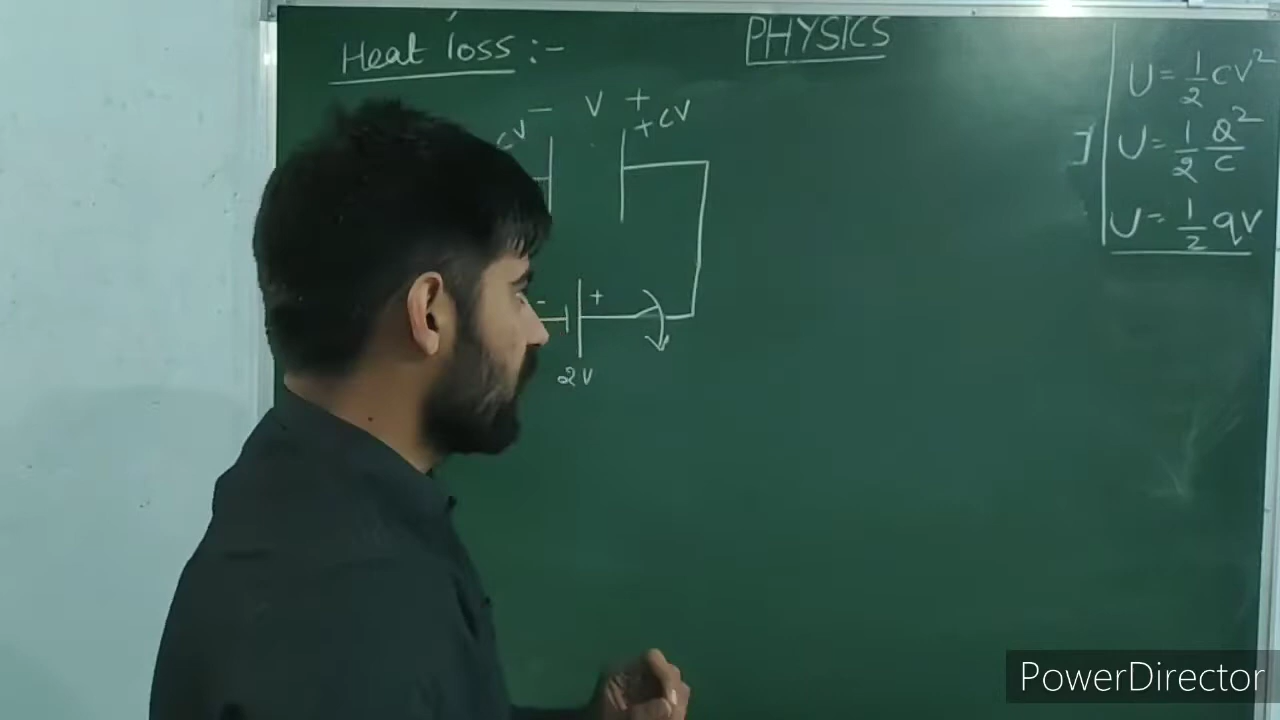 Heat loss :-
PHYSICS
- V +
CV
+CV
- +
2V
U = 1/2 CV²
U = 1/2 Q²/C
U = 1/2 qV
PowerDirector